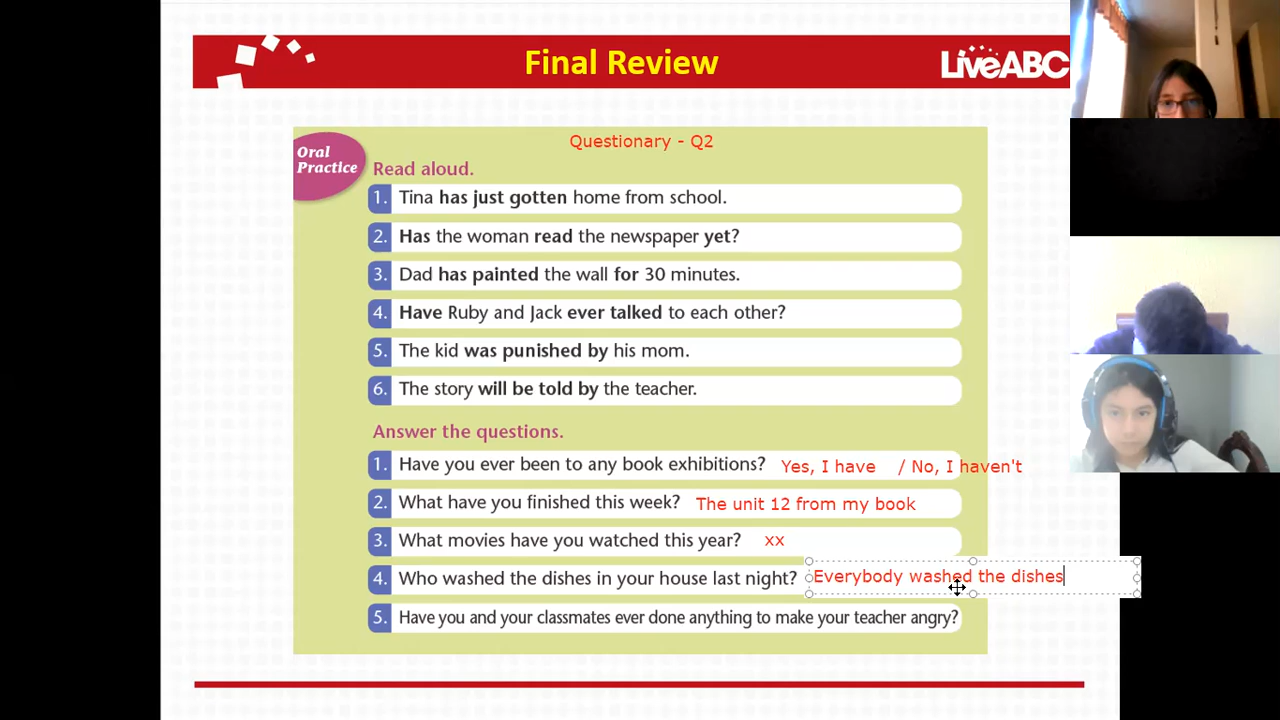 Final Review
LiveABC
Questionary - Q2
Oral
Practice
Read aloud.
1. Tina has just gotten home from school.
2. Has the woman read the newspaper yet?
3. Dad has painted the wall for 30 minutes.
4. Have Ruby and Jack ever talked to each other?
5. The kid was punished by his mom.
6. The story will be told by the teacher.
Answer the questions.
1. Have you ever been to any book exhibitions? Yes, I have / No, I haven't
2. What have you finished this week? The unit 12 from my book
3. What movies have you watched this year? xx
4. Who washed the dishes in your house last night? Everybody washed the dishes
5. Have you and your classmates ever done anything to make your teacher angry?